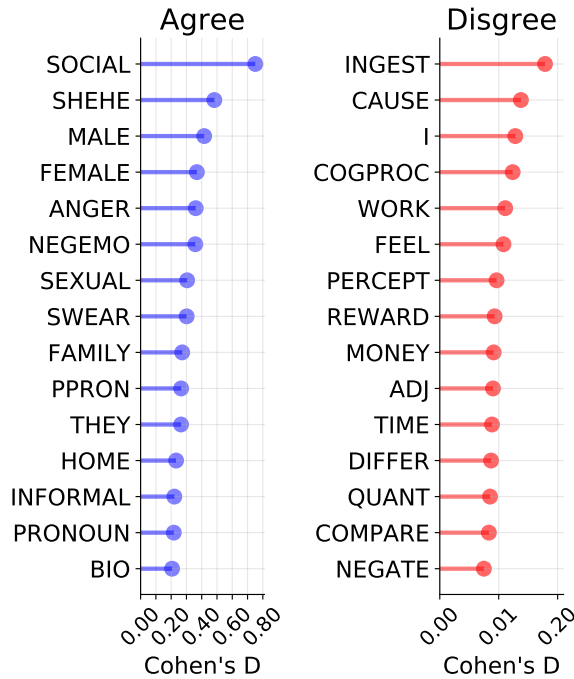 Agree
SOCIAL
SHEHE
MALE
FEMALE
ANGER
NEGEMO
SEXUAL
SWEAR
FAMILY
PPRON
THEY
HOME
INFORMAL
PRONOUN
BIO
0.00
0.20
0.40
0.60
0.80
Cohen's D
Disgree
INGEST
CAUSE
I
COGPROC
WORK
FEEL
PERCEPT
REWARD
MONEY
ADJ
TIME
DIFFER
QUANT
COMPARE
NEGATE
0.00
0.01
0.20
Cohen's D